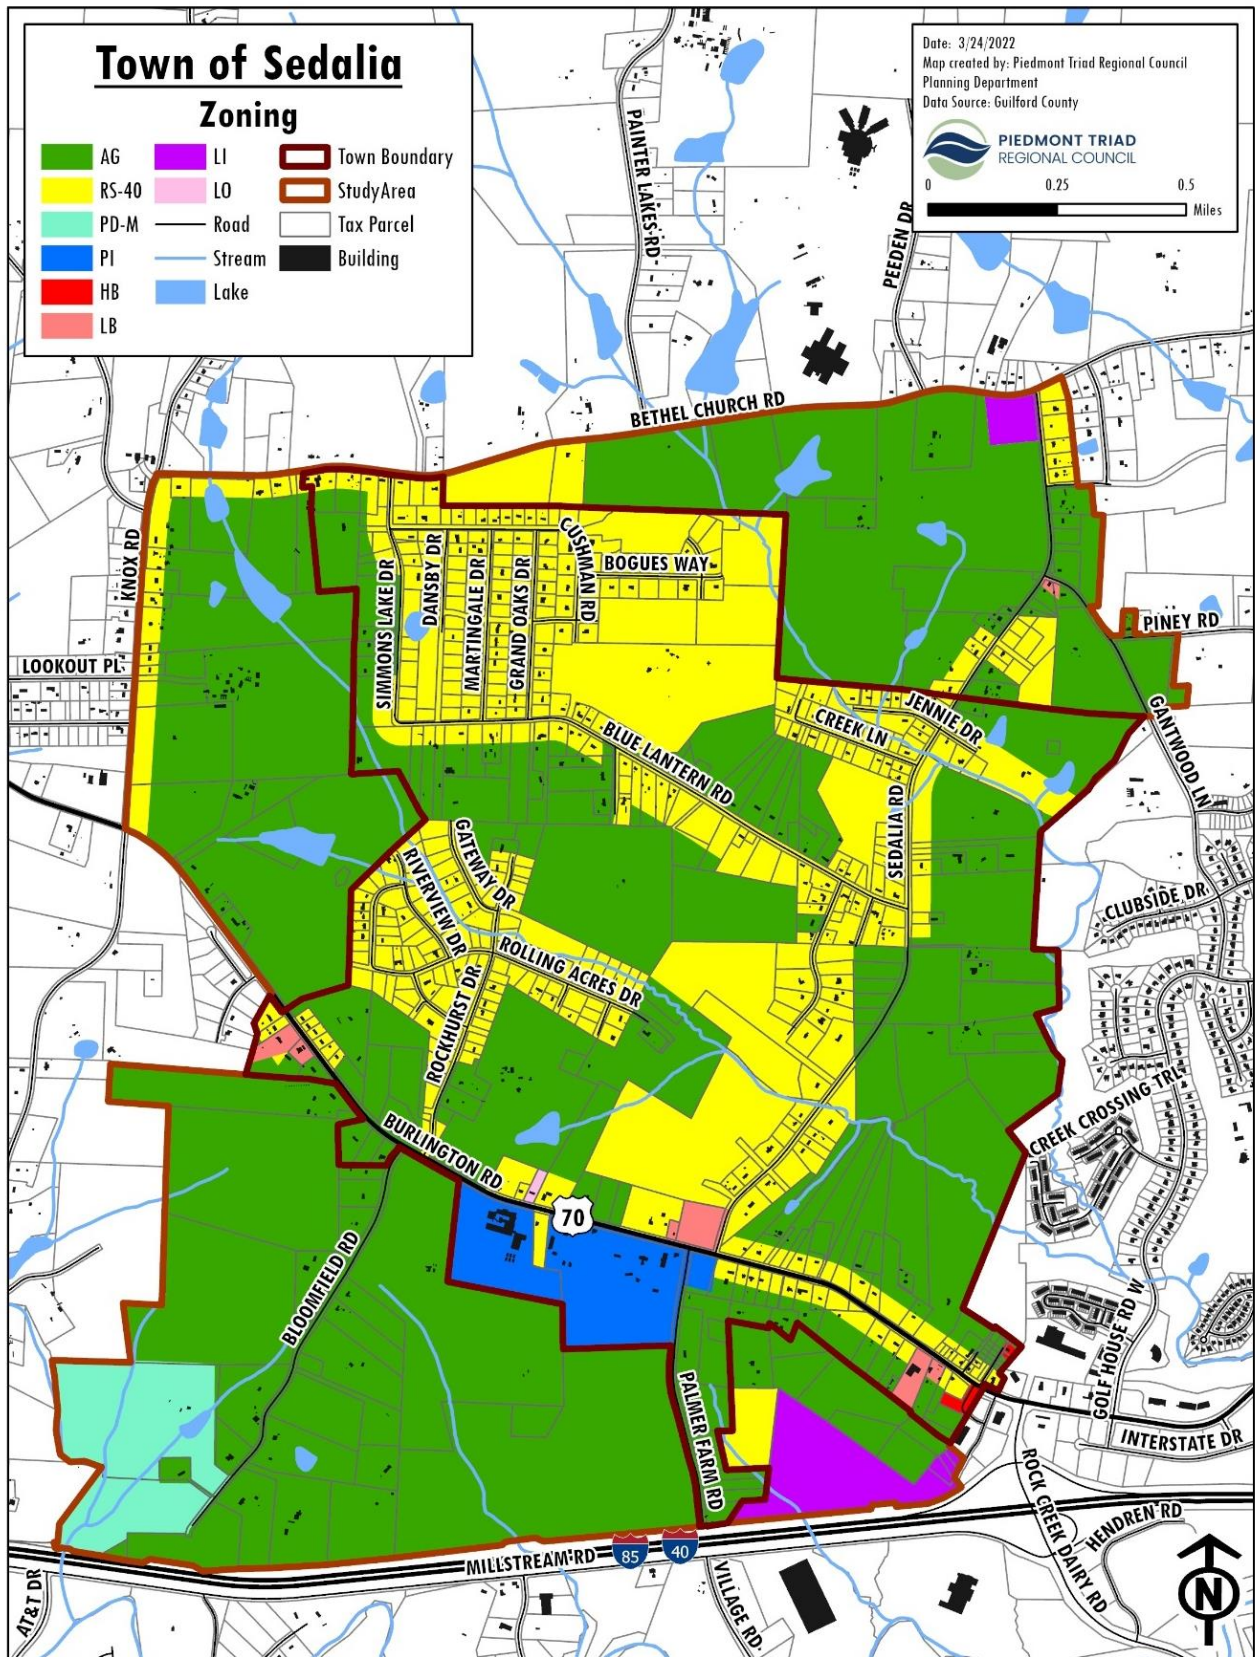 Town of Sedalia
Zoning
AG
LI
Town Boundary
RS-40
LO
StudyArea
PD-M
Road
Tax Parcel
PI
Stream
Building
HB
Lake
LB
Date: 3/24/2022
Map created by: Piedmont Triad Regional Council
Planning Department
Data Source: Guilford County
PIEDMONT TRIAD
REGIONAL COUNCIL
0 0.25 0.5
Miles
PAINTER LAKES RD
PEEDEN DR
BETHEL CHURCH RD
KNOX RD
LOOKOUT PL
SIMMONS LAKE DR
DANSBY DR
MARTINGALE DR
GRAND OAKS DR
CUSHMAN RD
BOGUES WAY
PINEY RD
GANTWOOD LN
JENNIE DR
CREEK LN
BLUE LANTERN RD
SEDALIA RD
GATEWAY DR
RIVERVIEW DR
ROLLING ACRES DR
ROCKHURST DR
CLUBSIDE DR
CREEK CROSSING TRL
BURLINGTON RD
70
BLOOMFIELD RD
PALMER FARM RD
GOLF HOUSE RD W
INTERSTATE DR
ROCK CREEK DAIRY RD
HENDREN RD
MILLSTREAM RD
85
40
AT&T DR
VILLAGE RD
N